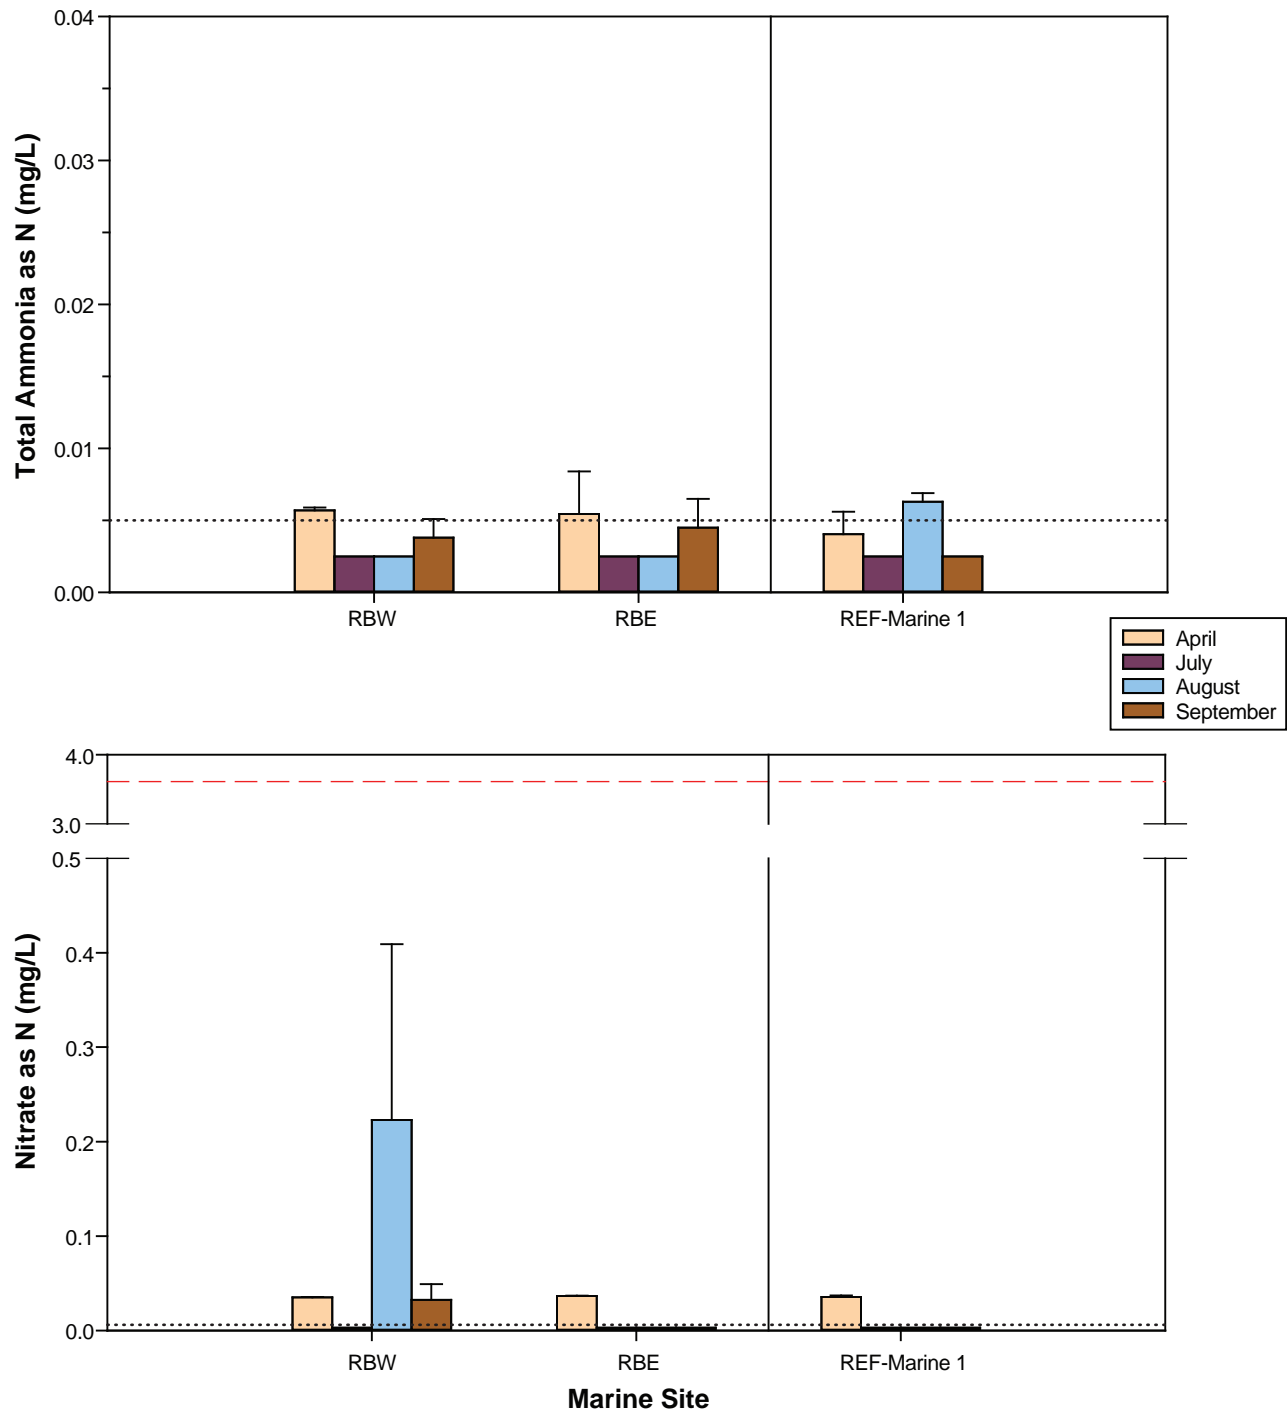 Total Ammonia as N (mg/L)
0.04
0.03
0.02
0.01
0.00
RBW RBE REF-Marine 1
April
July
August
September
Nitrate as N (mg/L)
4.0
3.0
0.5
0.4
0.3
0.2
0.1
0.0
RBW RBE REF-Marine 1
Marine Site